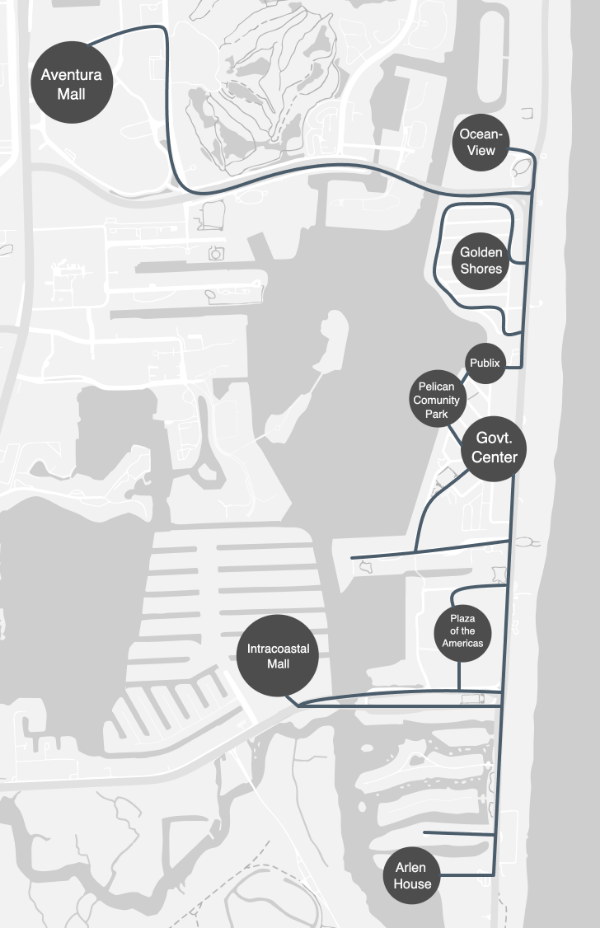 Aventura
Mall
Ocean-
View
Golden
Shores
Publix
Pelican
Comunity
Park
Govt.
Center
Plaza
of the
Americas
Intracoastal
Mall
Arlen
House